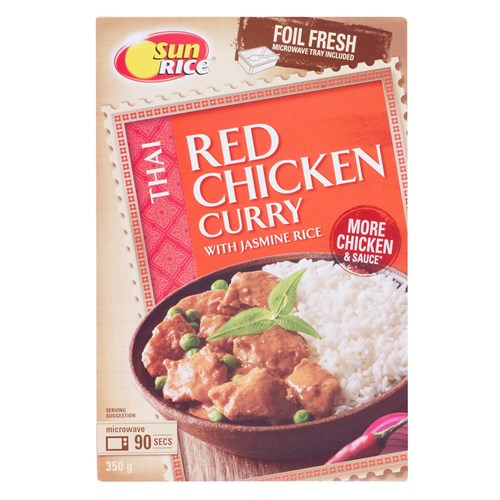 Sun
RICE®
FOIL FRESH
MICROWAVE TRAY INCLUDED
THAI
RED
CHICKEN
CURRY
WITH JASMINE RICE
MORE
CHICKEN
& SAUCE*
SERVING
SUGGESTION
microwave
90 SECS
350 g